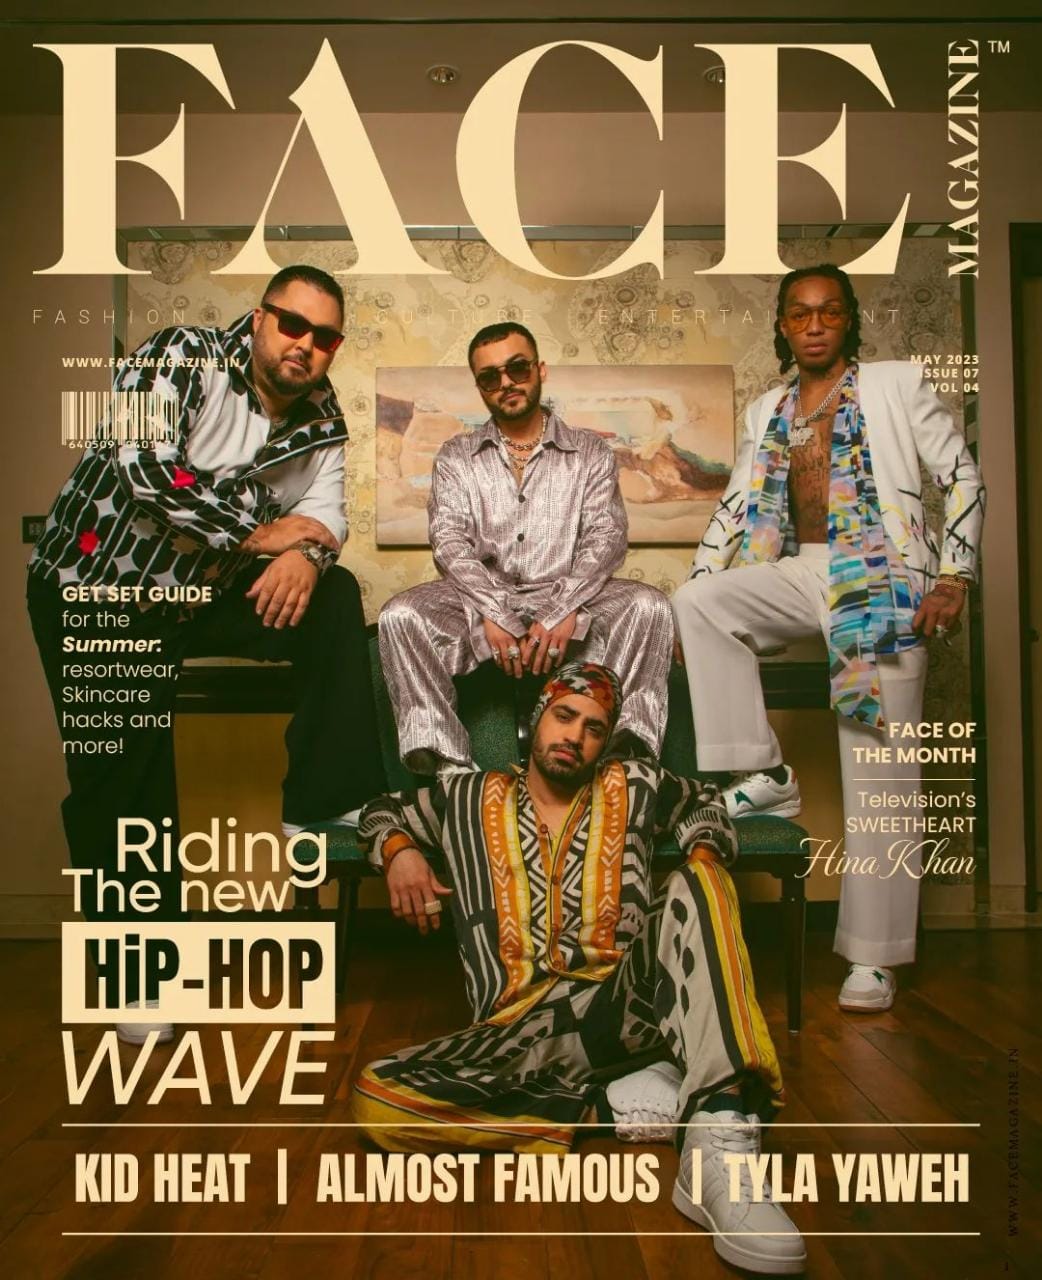 FACE
MAGAZINE
TM
FASHION CULTURE ENTERTAINMENT
WWW.FACEMAGAZINE.IN
MAY 2023
ISSUE 07
VOL 04
GET SET GUIDE
for the
Summer:
resortwear,
Skincare
hacks and
more!
FACE OF
THE MONTH
Television's
SWEETHEART
Hina Khan
Riding
The new
HiP-HOP
WAVE
KID HEAT | ALMOST FAMOUS | TYLA YAWEH
WWW.FACEMAGAZINE.IN